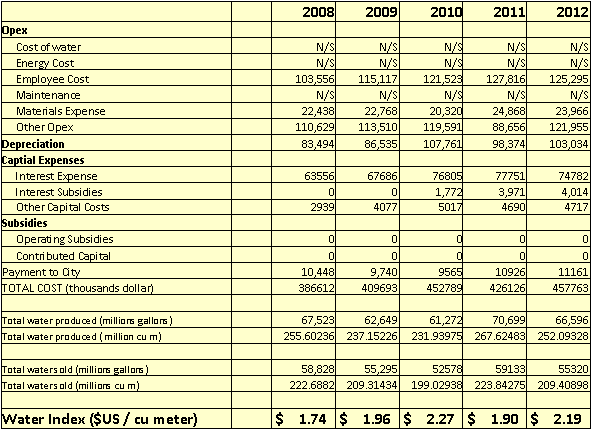 2008 2009 2010 2011 2012
Opex
Cost of water N/S N/S N/S N/S N/S
Energy Cost N/S N/S N/S N/S N/S
Employee Cost 103,556 115,117 121,523 127,816 125,295
Maintenance N/S N/S N/S N/S N/S
Materials Expense 22,438 22,768 20,320 24,868 23,966
Other Opex 110,629 113,510 119,591 88,656 121,955
Depreciation 83,494 86,535 107,761 98,374 103,034
Captial Expenses
Interest Expense 63556 67686 76805 77751 74782
Interest Subsidies 0 0 1,772 3,971 4,014
Other Capital Costs 2939 4077 5017 4690 4717
Subsidies
Operating Subsidies 0 0 0 0 0
Contributed Capital 0 0 0 0 0
Payment to City 10,448 9,740 9565 10926 11161
TOTAL COST (thousands dollar) 386612 409693 452789 426126 457763
Total water produced (millions gallons) 67,523 62,649 61,272 70,699 66,596
Total water produced ( million cu m) 255.60236 237.15226 231.93975 267.62483 252.09328
Total water sold (millions gallons) 58,828 55,295 52578 59133 55320
Total water sold (millions cu m) 222.6882 209.31434 199.02938 223.84275 209.40898
Water Index ($US / cu meter) $ 1.74 $ 1.96 $ 2.27 $ 1.90 $ 2.19